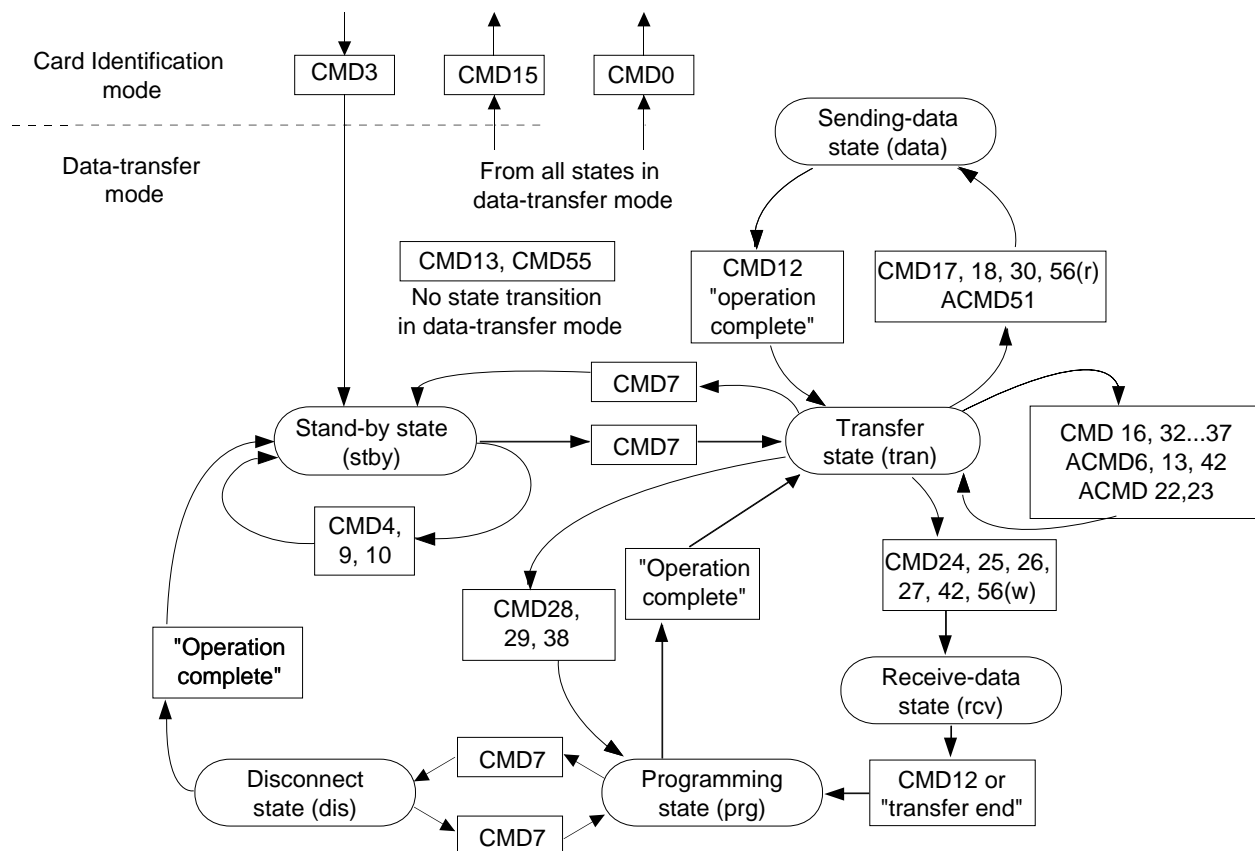 Card Identification
mode
CMD3
CMD15
CMD0
Data-transfer
mode
From all states in
data-transfer mode
Sending-data
state (data)
CMD13, CMD55
No state transition
in data-transfer mode
CMD12
"operation
complete"
CMD17, 18, 30, 56(r)
ACMD51
CMD7
Stand-by state
(stby)
CMD7
Transfer
state (tran)
CMD 16, 32...37
ACMD6, 13, 42
ACMD 22,23
CMD4,
9, 10
"Operation
complete"
CMD24, 25, 26,
27, 42, 56(w)
CMD28,
29, 38
"Operation
complete"
Receive-data
state (rcv)
CMD7
Disconnect
state (dis)
Programming
state (prg)
CMD12 or
"transfer end"
CMD7